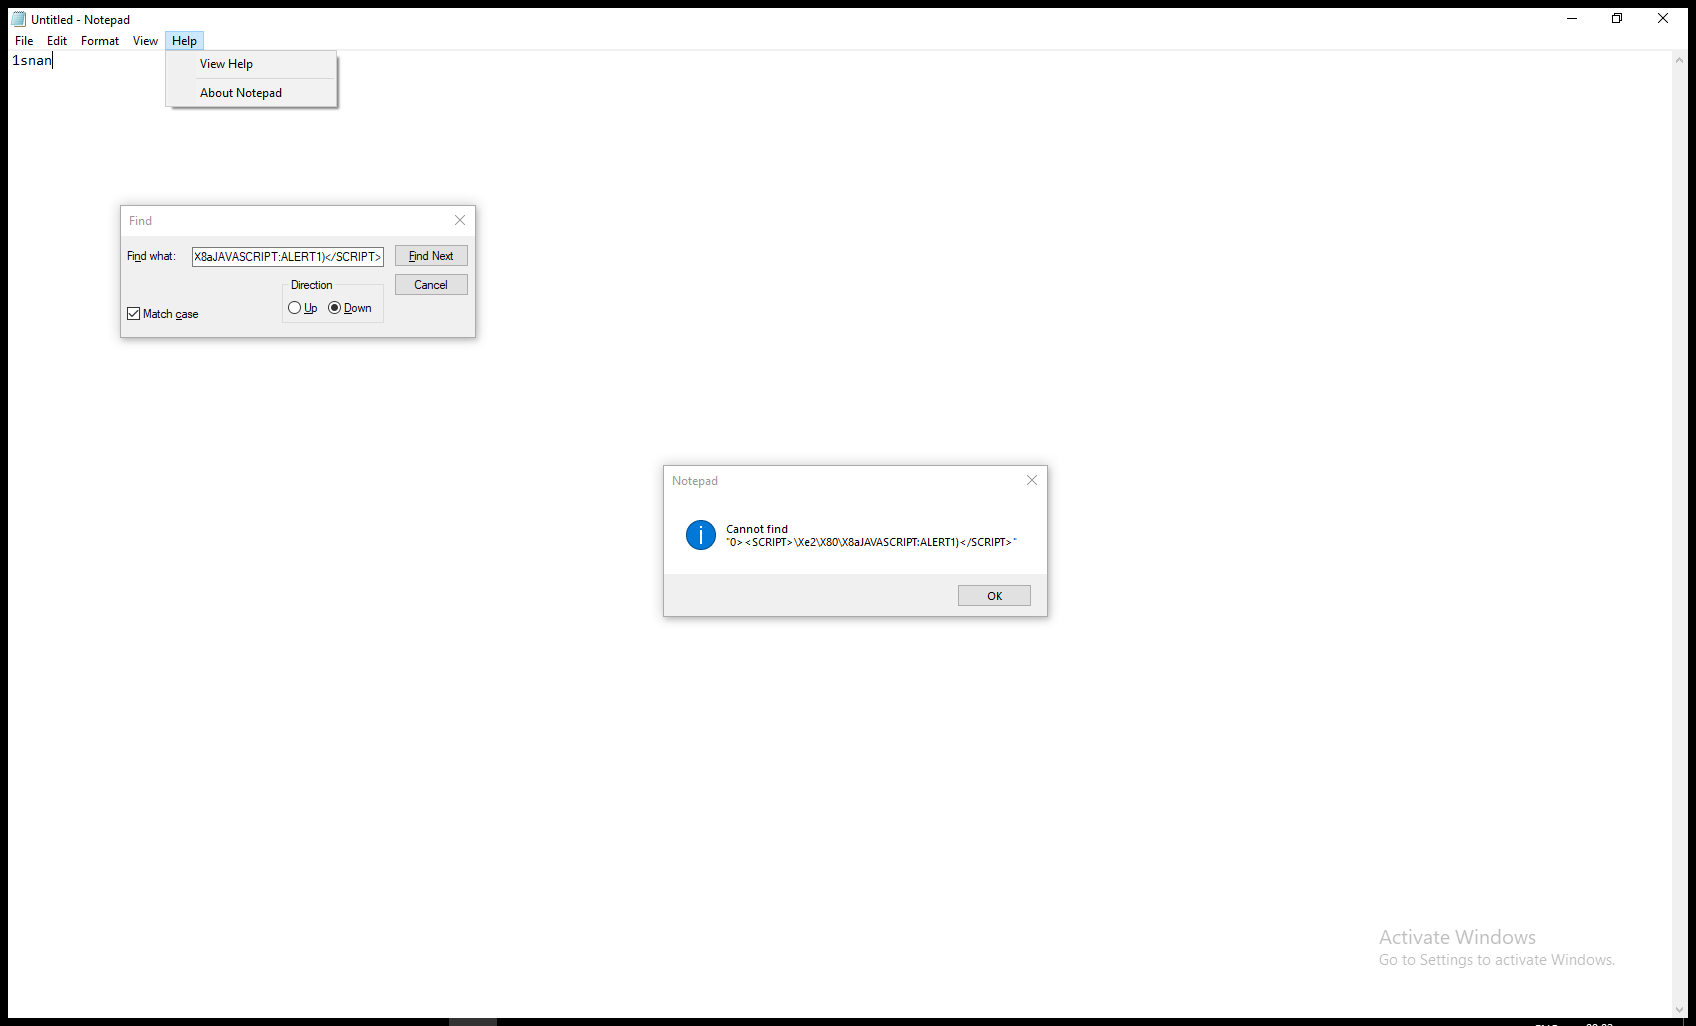 Untitled - Notepad
File Edit Format View Help
1snan
View Help
About Notepad
Find
Find what: X8aJAVASCRIPT:ALERT1)</SCRIPT> Find Next
Direction Cancel
Up Down
Match case
Notepad
Cannot find
"0><SCRIPT>\Xe2\X80\X8aJAVASCRIPT:ALERT1)</SCRIPT>"
OK
Activate Windows
Go to Settings to activate Windows.